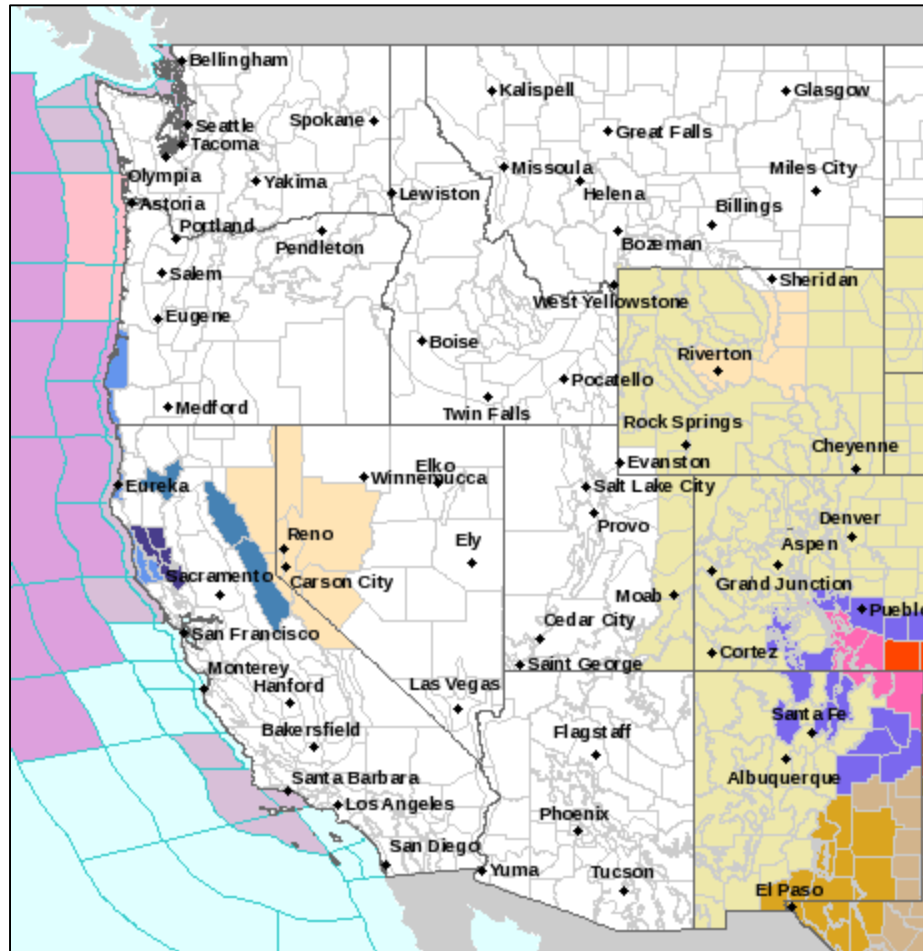 Bellingham
Kalispell
Glasgow
Seattle
Spokane
Great Falls
Tacoma
Olympia
Missoula
Miles City
Yakima
Helena
Lewiston
Astoria
Billings
Portland
Pendleton
Bozeman
Salem
Sheridan
West Yellowstone
Eugene
Boise
Riverton
Pocatello
Medford
Twin Falls
Rock Springs
Cheyenne
Elko
Evanston
Winnemucca
Eureka
Salt Lake City
Provo
Denver
Reno
Ely
Aspen
Sacramento
Carson City
Grand Junction
Moab
Pueblo
Cedar City
San Francisco
Cortez
Saint George
Monterey
Hanford
Las Vegas
Santa Fe
Bakersfield
Flagstaff
Albuquerque
Santa Barbara
Los Angeles
Phoenix
San Diego
Yuma
Tucson
El Paso